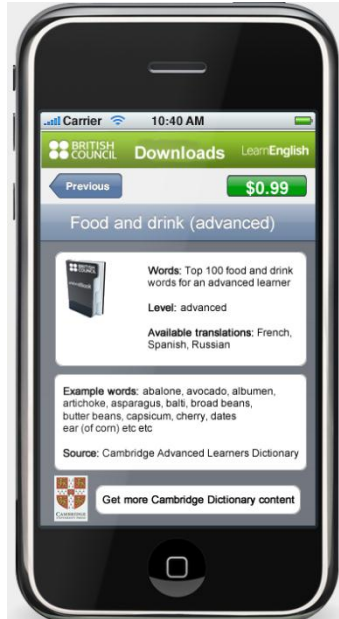 Carrier 10:40 AM
BRITISH
COUNCIL
Downloads
LearnEnglish
Previous
$0.99
Food and drink (advanced)
BRITISH
COUNCIL
Words: Top 100 food and drink
words for an advanced learner
Level: advanced
Available translations: French,
Spanish, Russian
Example words: abalone, avocado, albumen,
artichoke, asparagus, balti, broad beans,
butter beans, capsicum, cherry, dates
ear (of corn) etc etc
Source: Cambridge Advanced Learners Dictionary
CAMBRIDGE
Get more Cambridge Dictionary content